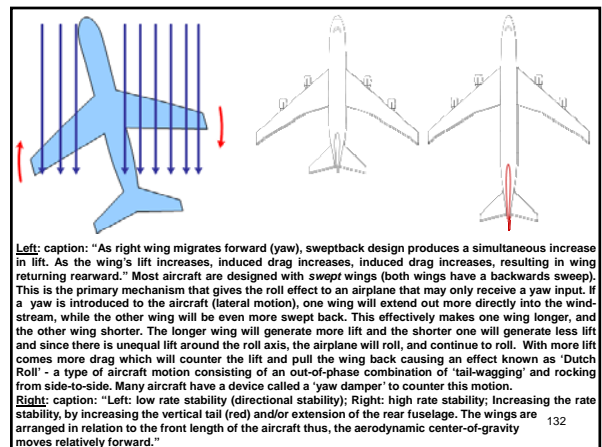 Left: caption: “As right wing migrates forward (yaw), sweptback design produces a simultaneous increase
in lift. As the wing’s lift increases, induced drag increases, induced drag increases, resulting in wing
returning rearward.” Most aircraft are designed with swept wings (both wings have a backwards sweep).
This is the primary mechanism that gives the roll effect to an airplane that may only receive a yaw input. If
a yaw is introduced to the aircraft (lateral motion), one wing will extend out more directly into the wind-
stream, while the other wing will be even more swept back. This effectively makes one wing longer, and
the other wing shorter. The longer wing will generate more lift and the shorter one will generate less lift
and since there is unequal lift around the roll axis, the airplane will roll, and continue to roll. With more lift
comes more drag which will counter the lift and pull the wing back causing an effect known as ‘Dutch
Roll’ - a type of aircraft motion consisting of an out-of-phase combination of ‘tail-wagging’ and rocking
from side-to-side. Many aircraft have a device called a ‘yaw damper’ to counter this motion.
Right: caption: “Left: low rate stability (directional stability); Right: high rate stability; Increasing the rate
stability, by increasing the vertical tail (red) and/or extension of the rear fuselage. The wings are
arranged in relation to the front length of the aircraft thus, the aerodynamic center-of-gravity
moves relatively forward.”
132